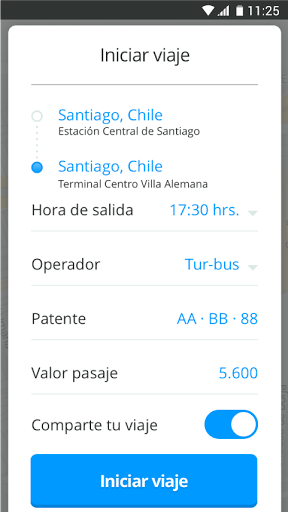 11:25
Iniciar viaje
Santiago, Chile
Estación Central de Santiago
Santiago, Chile
Terminal Centro Villa Alemana
Hora de salida 17:30 hrs.
Operador Tur-bus
Patente AA · BB · 88
Valor pasaje 5.600
Comparte tu viaje
Iniciar viaje